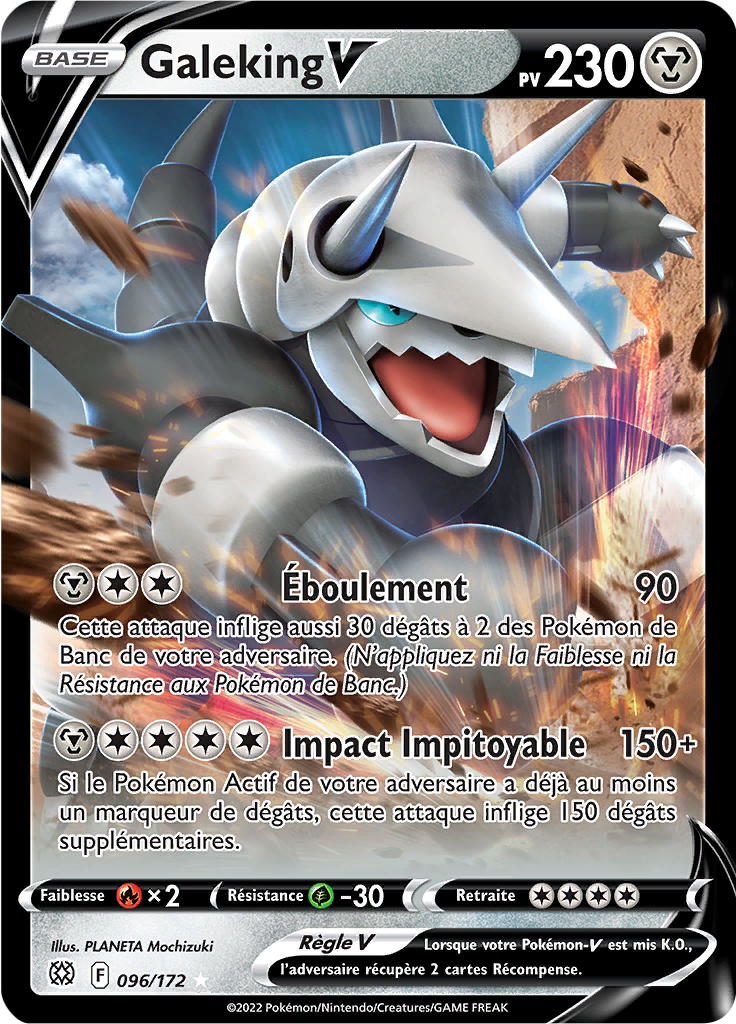 BASE Galeking V PV 230
Éboulement 90
Cette attaque inflige aussi 30 dégâts à 2 des Pokémon de
Banc de votre adversaire. (N'appliquez ni la Faiblesse ni la
Résistance aux Pokémon de Banc.)
Impact Impitoyable 150+
Si le Pokémon Actif de votre adversaire a déjà au moins
un marqueur de dégâts, cette attaque inflige 150 dégâts
supplémentaires.
Faiblesse ×2 Résistance -30 Retraite
Illus. PLANETA Mochizuki
Règle V Lorsque votre Pokémon-V est mis K.O.,
l'adversaire récupère 2 cartes Récompense.
F 096/172
©2022 Pokémon/Nintendo/Creatures/GAME FREAK